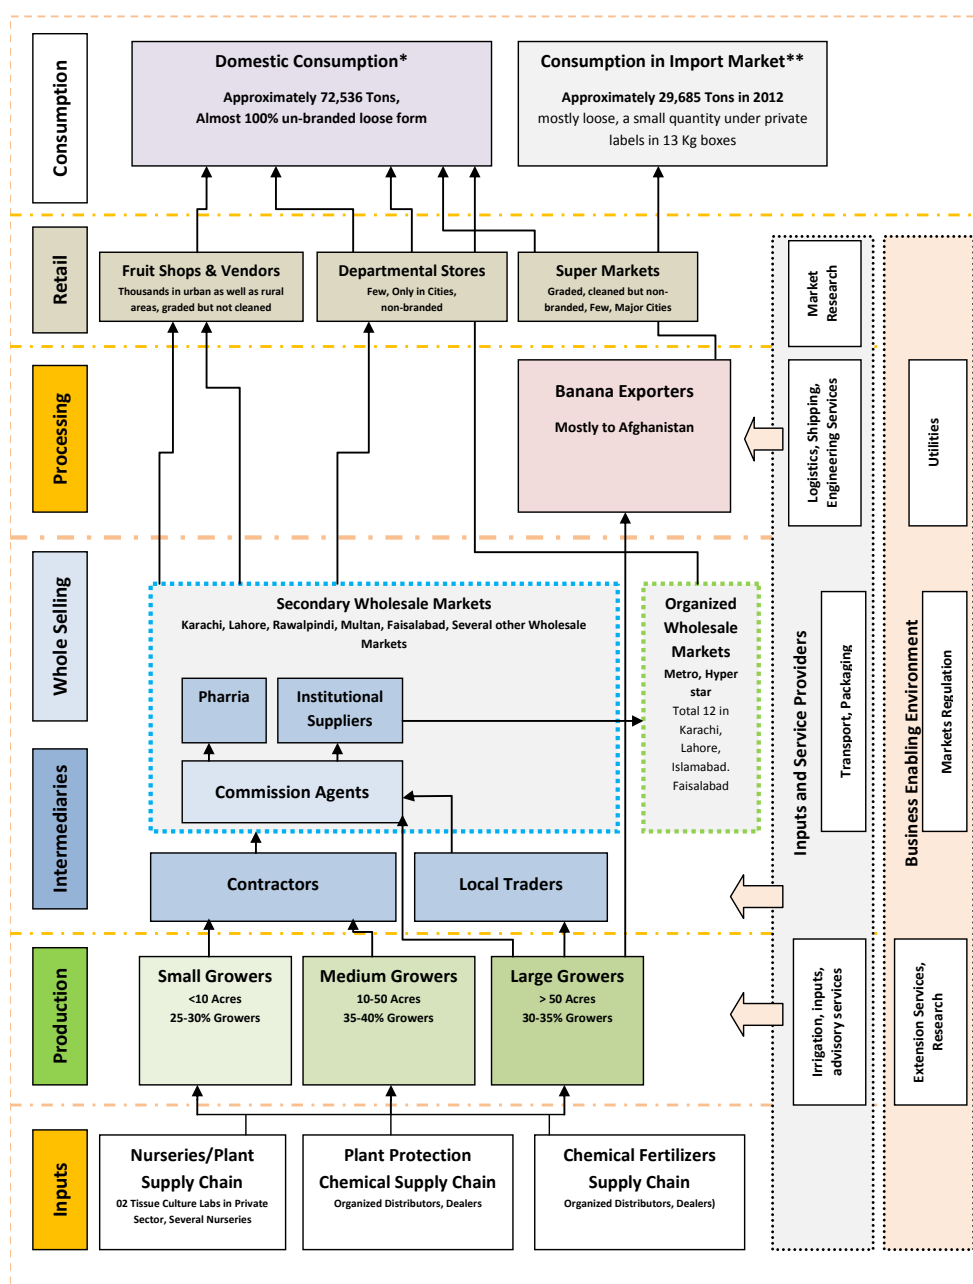 Consumption
Domestic Consumption*
Approximately 72,536 Tons,
Almost 100% un-branded loose form
Consumption in Import Market**
Approximately 29,685 Tons in 2012
mostly loose, a small quantity under private
labels in 13 Kg boxes
Retail
Fruit Shops & Vendors
Thousands in urban as well as rural
areas, graded but not cleaned
Departmental Stores
Few, Only in Cities,
non-branded
Super Markets
Graded, cleaned but non-
branded, Few, Major Cities
Market
Research
Processing
Banana Exporters
Mostly to Afghanistan
Logistics, Shipping,
Engineering Services
Utilities
Whole Selling
Secondary Wholesale Markets
Karachi, Lahore, Rawalpindi, Multan, Faisalabad, Several other Wholesale
Markets
Pharria
Institutional
Suppliers
Organized
Wholesale
Markets
Metro, Hyper
star
Total 12 in
Karachi,
Lahore,
Islamabad.
Faisalabad
Inputs and Service Providers
Transport, Packaging
Business Enabling Environment
Markets Regulation
Intermediaries
Commission Agents
Contractors
Local Traders
Production
Small Growers
<10 Acres
25-30% Growers
Medium Growers
10-50 Acres
35-40% Growers
Large Growers
> 50 Acres
30-35% Growers
Irrigation, inputs,
advisory services
Extension Services,
Research
Inputs
Nurseries/Plant
Supply Chain
02 Tissue Culture Labs in Private
Sector, Several Nurseries
Plant Protection
Chemical Supply Chain
Organized Distributors, Dealers
Chemical Fertilizers
Supply Chain
Organized Distributors, Dealers)